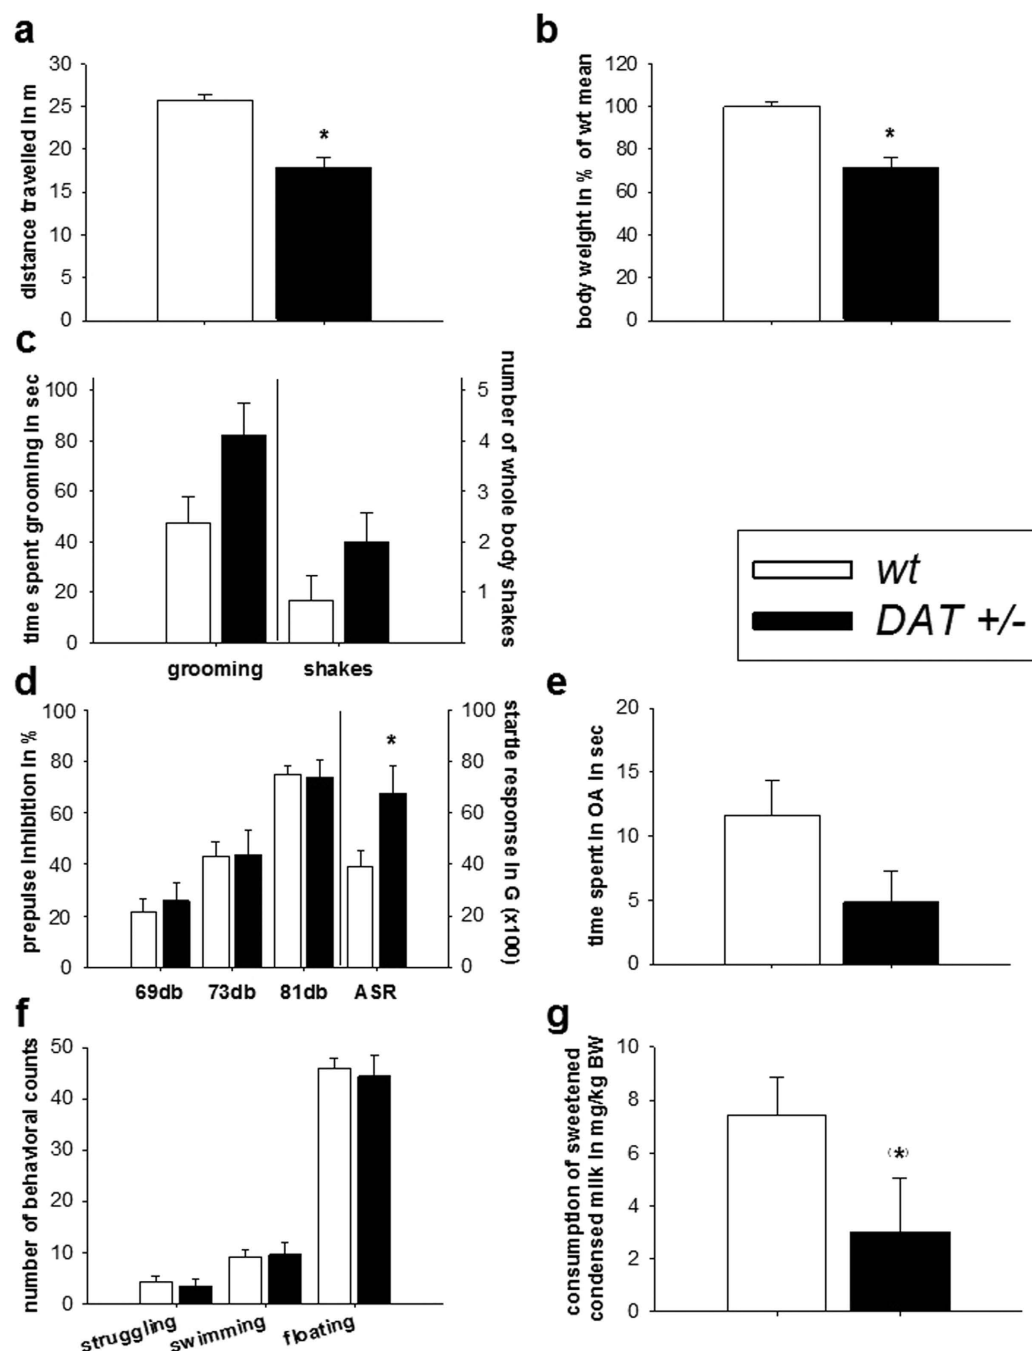 a
distance travelled in m
30
25
20
15
10
5
0
*
b
body weight in % of wt mean
120
100
80
60
40
20
0
*
c
time spent grooming in sec
100
80
60
40
20
0
number of whole body shakes
5
4
3
2
1
grooming shakes
wt
DAT +/-
d
prepulse inhibition in %
100
80
60
40
20
0
startle response in G (x100)
100
80
60
40
20
0
*
69db 73db 81db ASR
e
time spent in OA in sec
20
15
10
5
0
f
number of behavioral counts
50
40
30
20
10
0
struggling swimming floating
g
consumption of sweetened
condensed milk in mg/kg BW
10
8
6
4
2
0
(*)